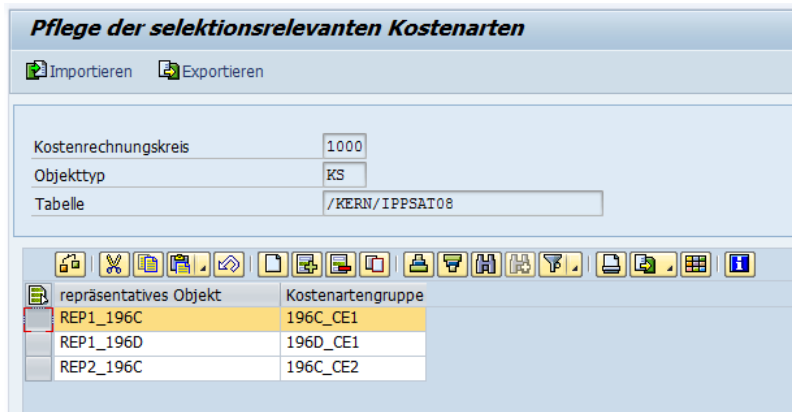 Pflege der selektionsrelevanten Kostenarten
Importieren Exportieren
Kostenrechnungskreis 1000
Objekttyp KS
Tabelle /KERN/IPPSAT08
repräsentatives Objekt Kostenartengruppe
REP1_196C 196C_CE1
REP1_196D 196D_CE1
REP2_196C 196C_CE2